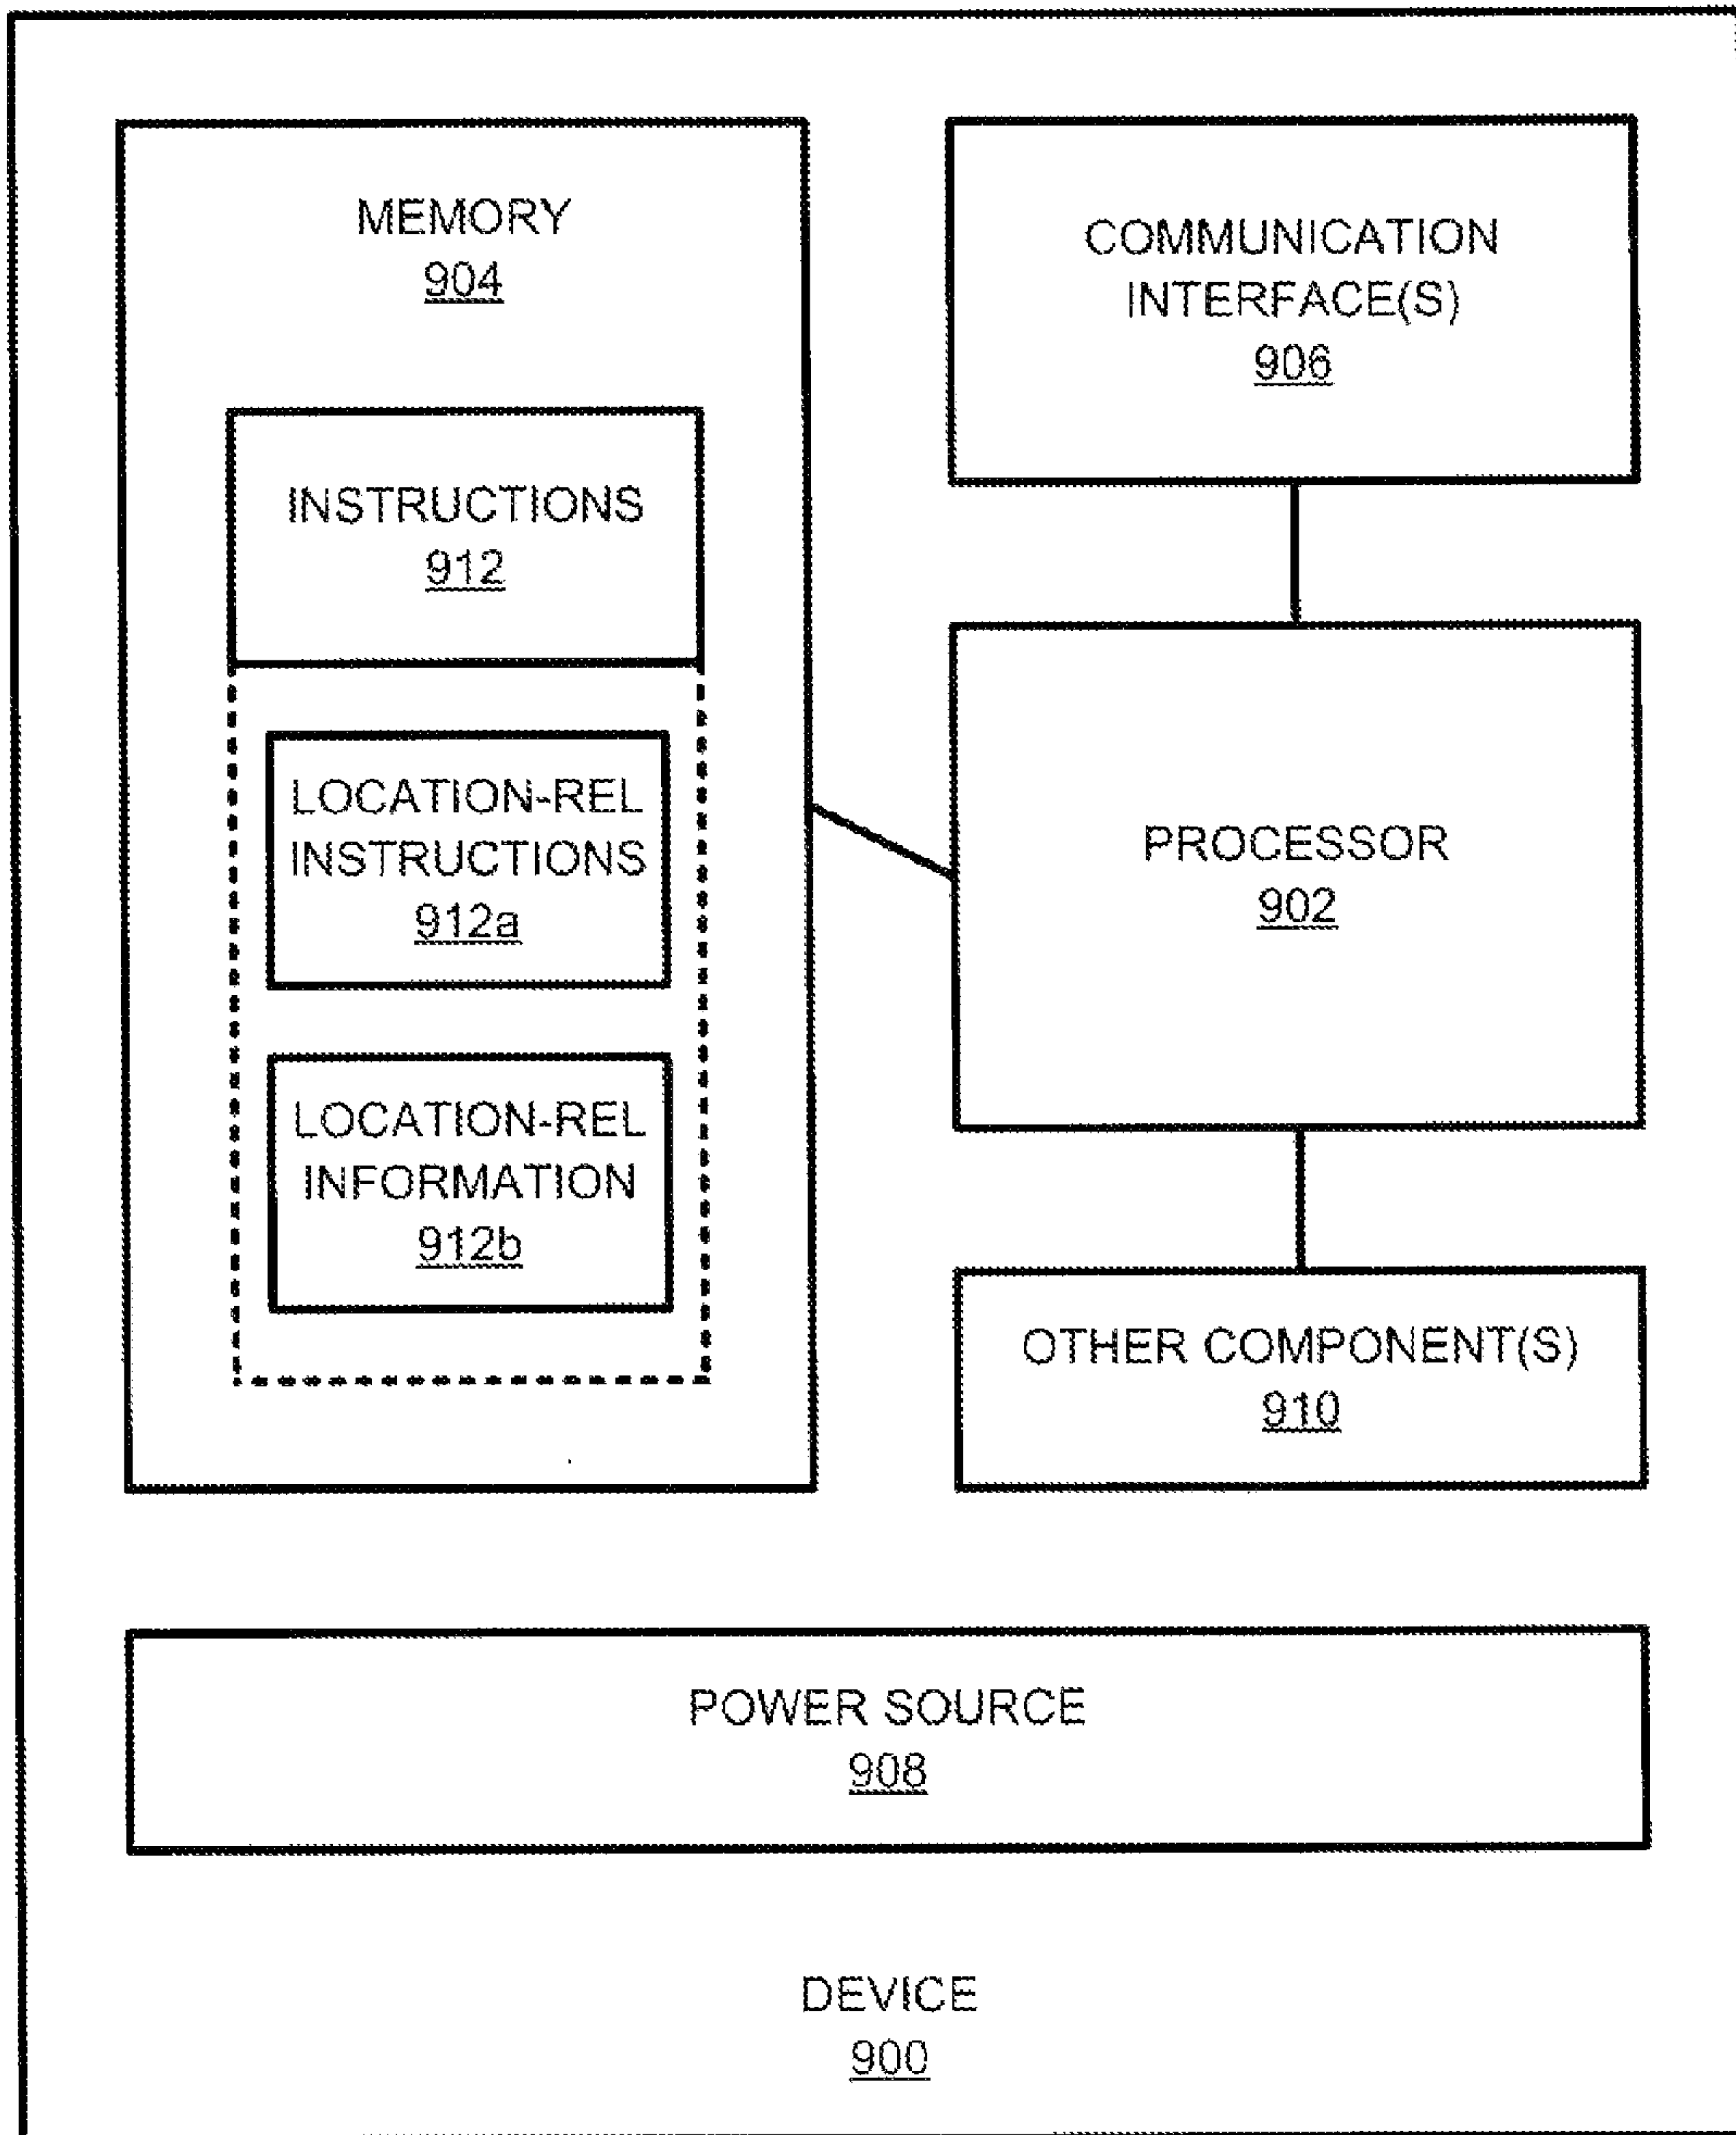 MEMORY
904
INSTRUCTIONS
912
LOCATION-REL
INSTRUCTIONS
912a
LOCATION-REL
INFORMATION
912b
COMMUNICATION
INTERFACE(S)
906
PROCESSOR
902
OTHER COMPONENT(S)
910
POWER SOURCE
908
DEVICE
900